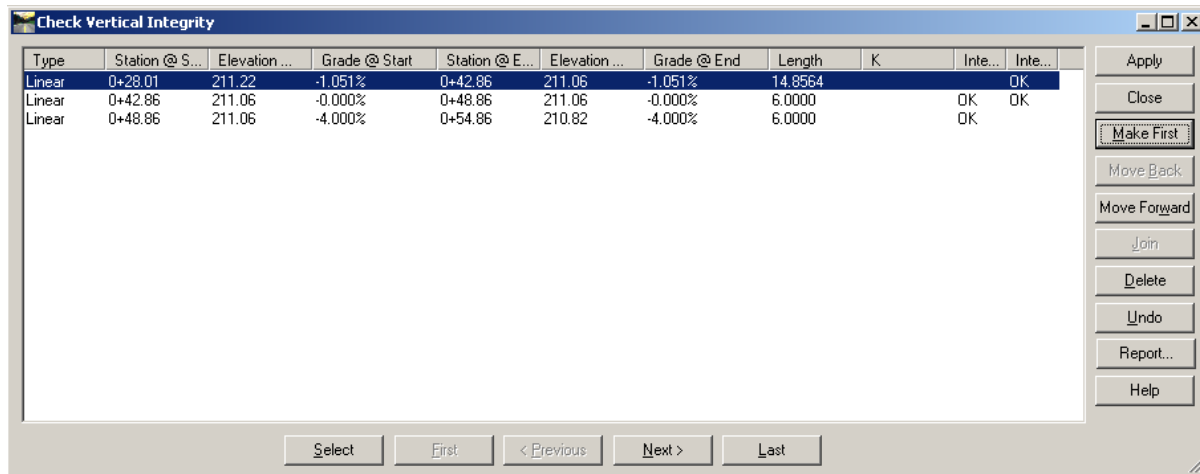 Check Vertical Integrity
Type Station @ S... Elevation ... Grade @ Start Station @ E... Elevation ... Grade @ End Length K Inte... Inte...
Linear 0+28.01 211.22 -1.051% 0+42.86 211.06 -1.051% 14.8564 OK
Linear 0+42.86 211.06 -0.000% 0+48.86 211.06 -0.000% 6.0000 OK OK
Linear 0+48.86 211.06 -4.000% 0+54.86 210.82 -4.000% 6.0000 OK
Apply
Close
Make First
Move Back
Move Forward
Join
Delete
Undo
Report...
Help
Select First < Previous Next > Last